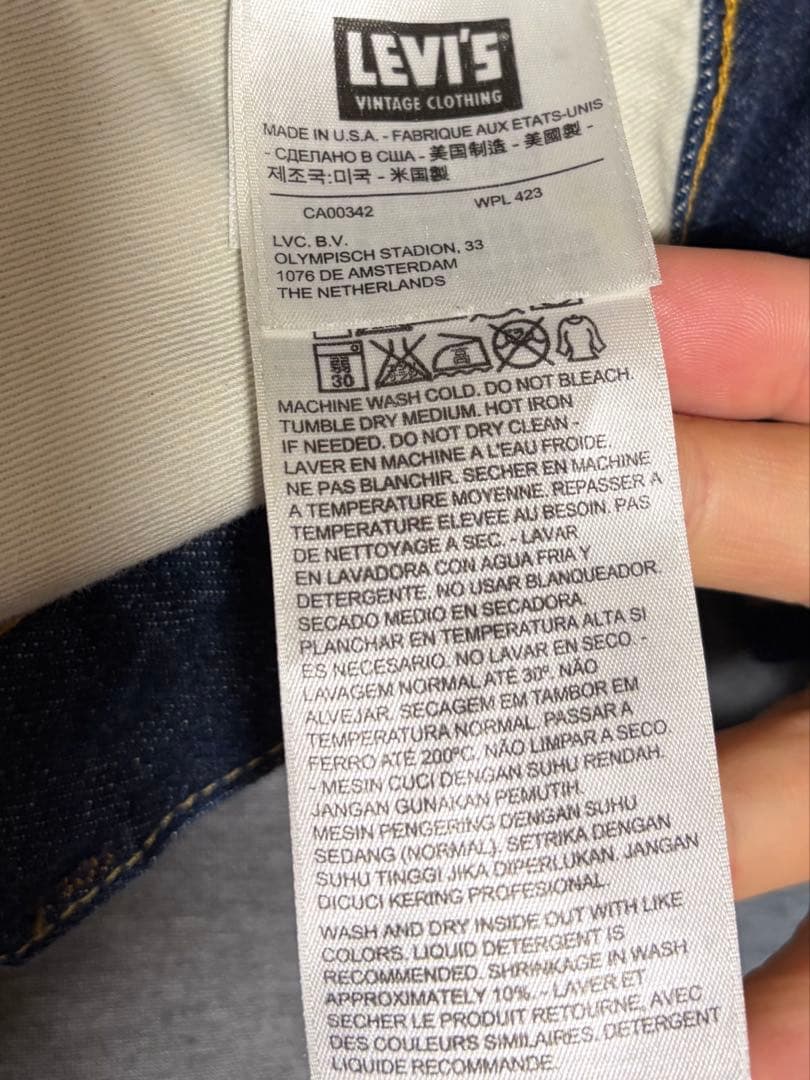 LEVI'S
VINTAGE CLOTHING
MADE IN U.S.A. - FABRIQUE AUX ETATS-UNIS
- СДЕЛАНО В США - 美国制造 - 美國製 -
제조국:미국 - 米国製
CA00342 WPL 423
LVC. B.V.
OLYMPISCH STADION, 33
1076 DE AMSTERDAM
THE NETHERLANDS
弱
30
MACHINE WASH COLD. DO NOT BLEACH.
TUMBLE DRY MEDIUM. HOT IRON
IF NEEDED. DO NOT DRY CLEAN -
LAVER EN MACHINE A L'EAU FROIDE.
NE PAS BLANCHIR. SECHER EN MACHINE
A TEMPERATURE MOYENNE. REPASSER A
TEMPERATURE ELEVEE AU BESOIN. PAS
DE NETTOYAGE A SEC. - LAVAR
EN LAVADORA CON AGUA FRIA Y
DETERGENTE. NO USAR BLANQUEADOR.
SECADO MEDIO EN SECADORA.
PLANCHAR EN TEMPERATURA ALTA SI
ES NECESARIO. NO LAVAR EN SECO. -
LAVAGEM NORMAL ATÉ 30º. NÃO
ALVEJAR. SECAGEM EM TAMBOR EM
TEMPERATURA NORMAL. PASSAR A
FERRO ATÉ 200ºC. NÃO LIMPAR A SECO.
- MESIN CUCI DENGAN SUHU RENDAH.
JANGAN GUNAKAN PEMUTIH.
MESIN PENGERING DENGAN SUHU
SEDANG (NORMAL). SETRIKA DENGAN
SUHU TINGGI JIKA DIPERLUKAN. JANGAN
DICUCI KERING PROFESIONAL.
WASH AND DRY INSIDE OUT WITH LIKE
COLORS. LIQUID DETERGENT IS
RECOMMENDED. SHRINKAGE IN WASH
APPROXIMATELY 10%. - LAVER ET
SECHER LE PRODUIT RETOURNE, AVEC
DES COULEURS SIMILAIRES. DETERGENT
LIQUIDE RECOMMANDE.